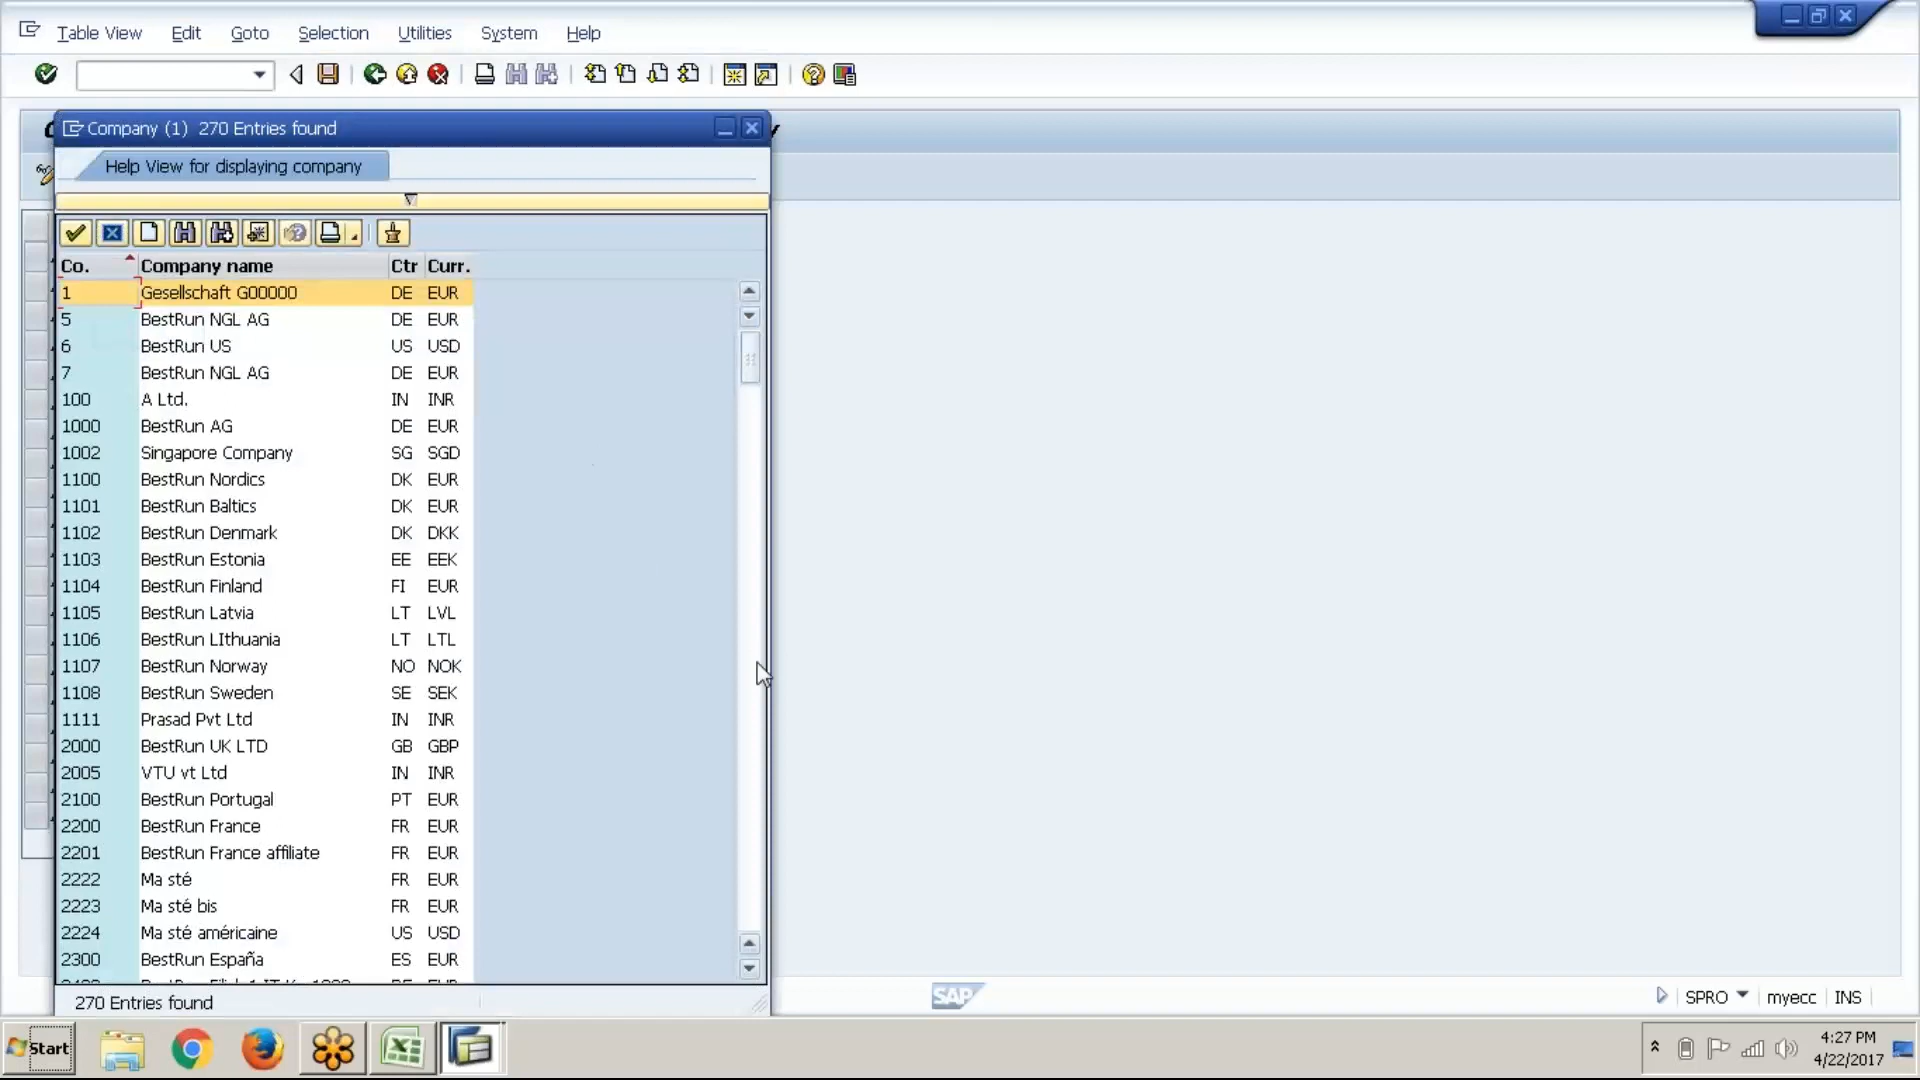 Table View Edit Goto Selection Utilities System Help
Company (1) 270 Entries found
Help View for displaying company
Co. Company name Ctr Curr.
1 Gesellschaft G00000 DE EUR
5 BestRun NGL AG DE EUR
6 BestRun US US USD
7 BestRun NGL AG DE EUR
100 A Ltd. IN INR
1000 BestRun AG DE EUR
1002 Singapore Company SG SGD
1100 BestRun Nordics DK EUR
1101 BestRun Baltics DK EUR
1102 BestRun Denmark DK DKK
1103 BestRun Estonia EE EEK
1104 BestRun Finland FI EUR
1105 BestRun Latvia LT LVL
1106 BestRun LIthuania LT LTL
1107 BestRun Norway NO NOK
1108 BestRun Sweden SE SEK
1111 Prasad Pvt Ltd IN INR
2000 BestRun UK LTD GB GBP
2005 VTU vt Ltd IN INR
2100 BestRun Portugal PT EUR
2200 BestRun France FR EUR
2201 BestRun France affiliate FR EUR
2222 Ma sté FR EUR
2223 Ma sté bis FR EUR
2224 Ma sté américaine US USD
2300 BestRun España ES EUR
270 Entries found
SAP SPRO myecc INS
Start 4:27 PM
4/22/2017